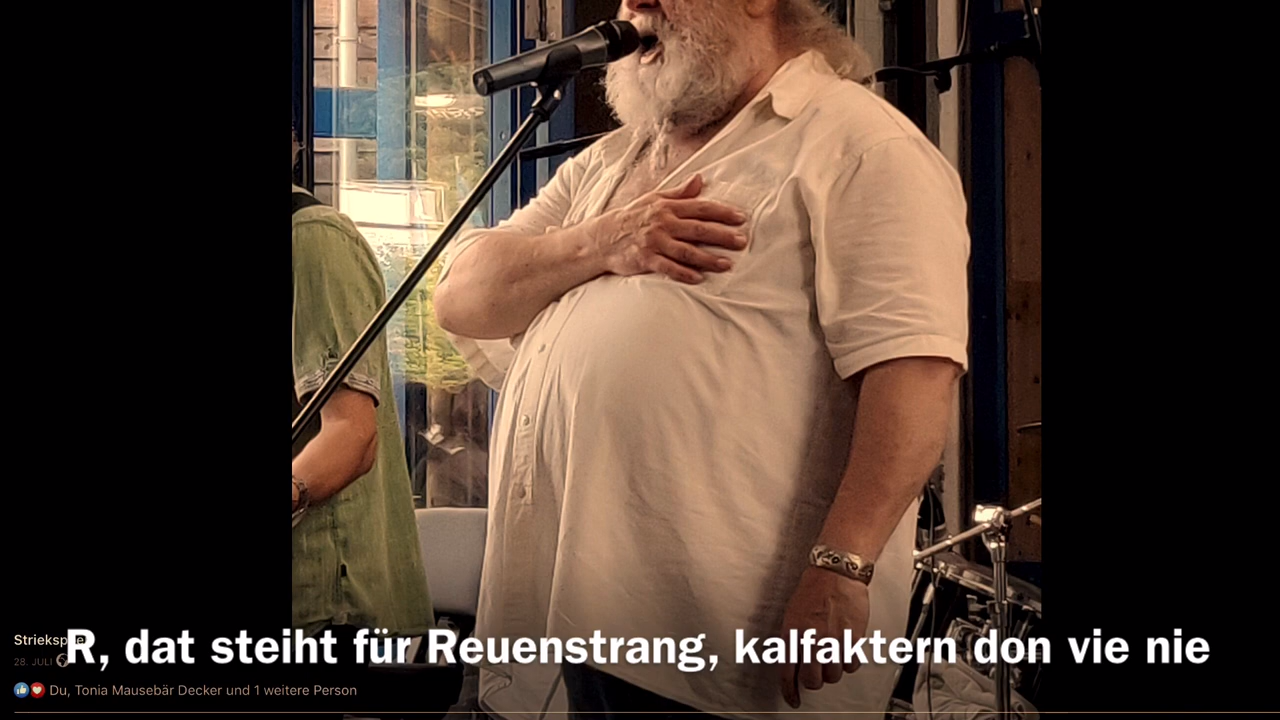 R, dat steiht für Reuenstrang, kalfaktern don vie nie
28. JULI
Du, Tonia Mausebär Decker und 1 weitere Person